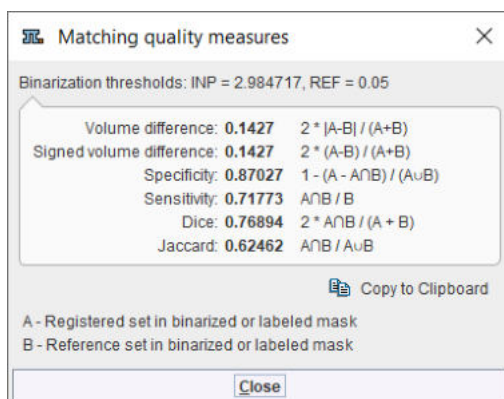 Matching quality measures
Binarization thresholds: INP = 2.984717, REF = 0.05
Volume difference: 0.1427 2 * |A-B| / (A+B)
Signed volume difference: 0.1427 2 * (A-B) / (A+B)
Specificity: 0.87027 1 - (A - A∩B) / (A∪B)
Sensitivity: 0.71773 A∩B / B
Dice: 0.76894 2 * A∩B / (A + B)
Jaccard: 0.62462 A∩B / A∪B
Copy to Clipboard
A - Registered set in binarized or labeled mask
B - Reference set in binarized or labeled mask
Close